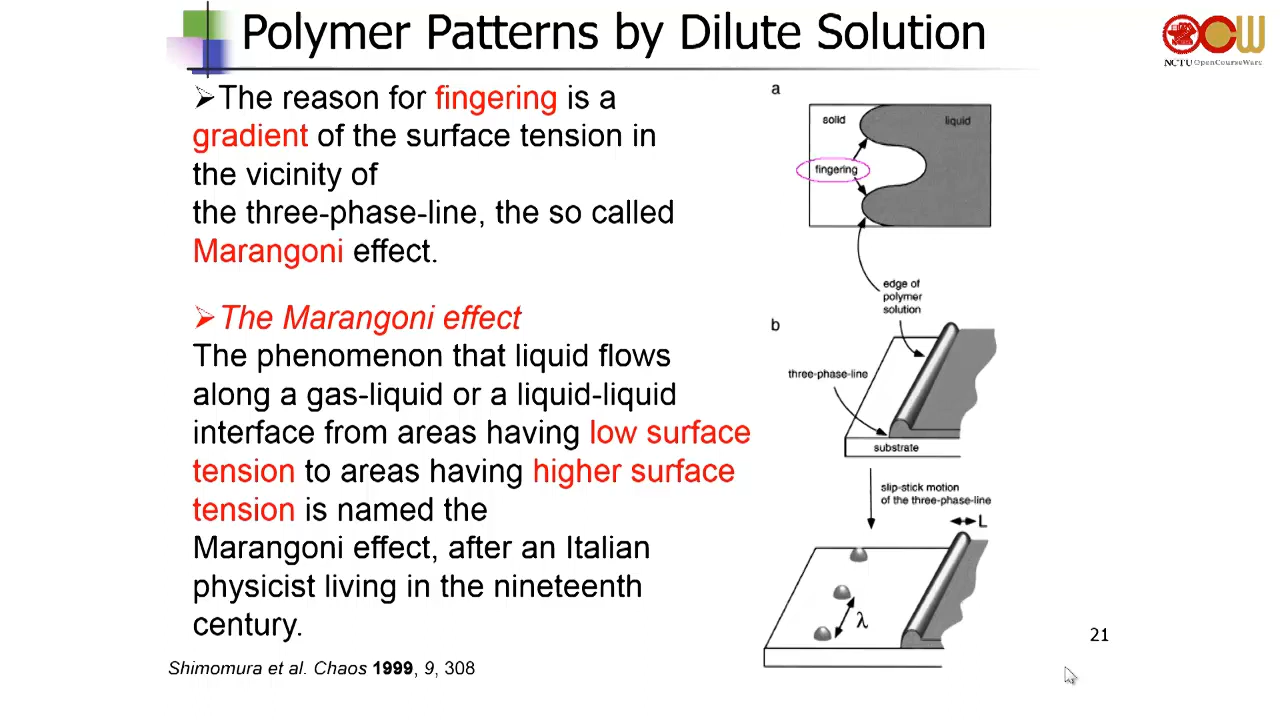 Polymer Patterns by Dilute Solution
NCTU OpenCourseWare
➢The reason for fingering is a
gradient of the surface tension in
the vicinity of
the three-phase-line, the so called
Marangoni effect.
➢The Marangoni effect
The phenomenon that liquid flows
along a gas-liquid or a liquid-liquid
interface from areas having low surface
tension to areas having higher surface
tension is named the
Marangoni effect, after an Italian
physicist living in the nineteenth
century.
Shimomura et al. Chaos 1999, 9, 308
a
solid
liquid
fingering
edge of
polymer
solution
b
three-phase-line
substrate
slip-stick motion
of the three-phase-line
L
λ
21